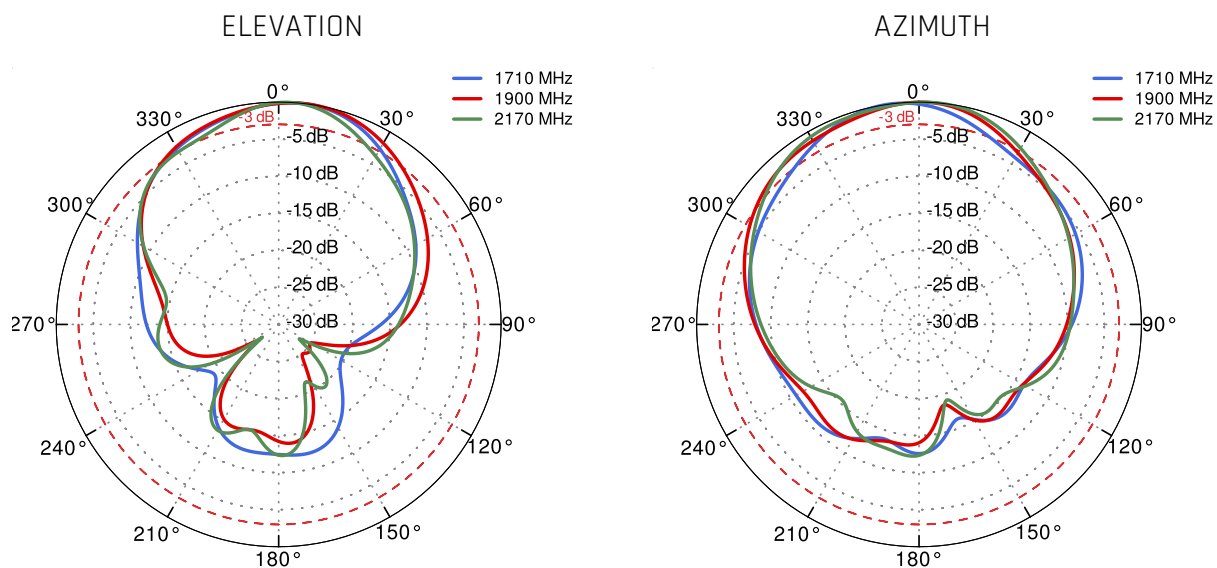 ELEVATION
1710 MHz
1900 MHz
2170 MHz
0°
330°
30°
-3 dB
-5 dB
-10 dB
300°
60°
-15 dB
-20 dB
-25 dB
-30 dB
270°
90°
240°
120°
210°
150°
180°
AZIMUTH
1710 MHz
1900 MHz
2170 MHz
0°
330°
30°
-3 dB
-5 dB
-10 dB
300°
60°
-15 dB
-20 dB
-25 dB
-30 dB
270°
90°
240°
120°
210°
150°
180°